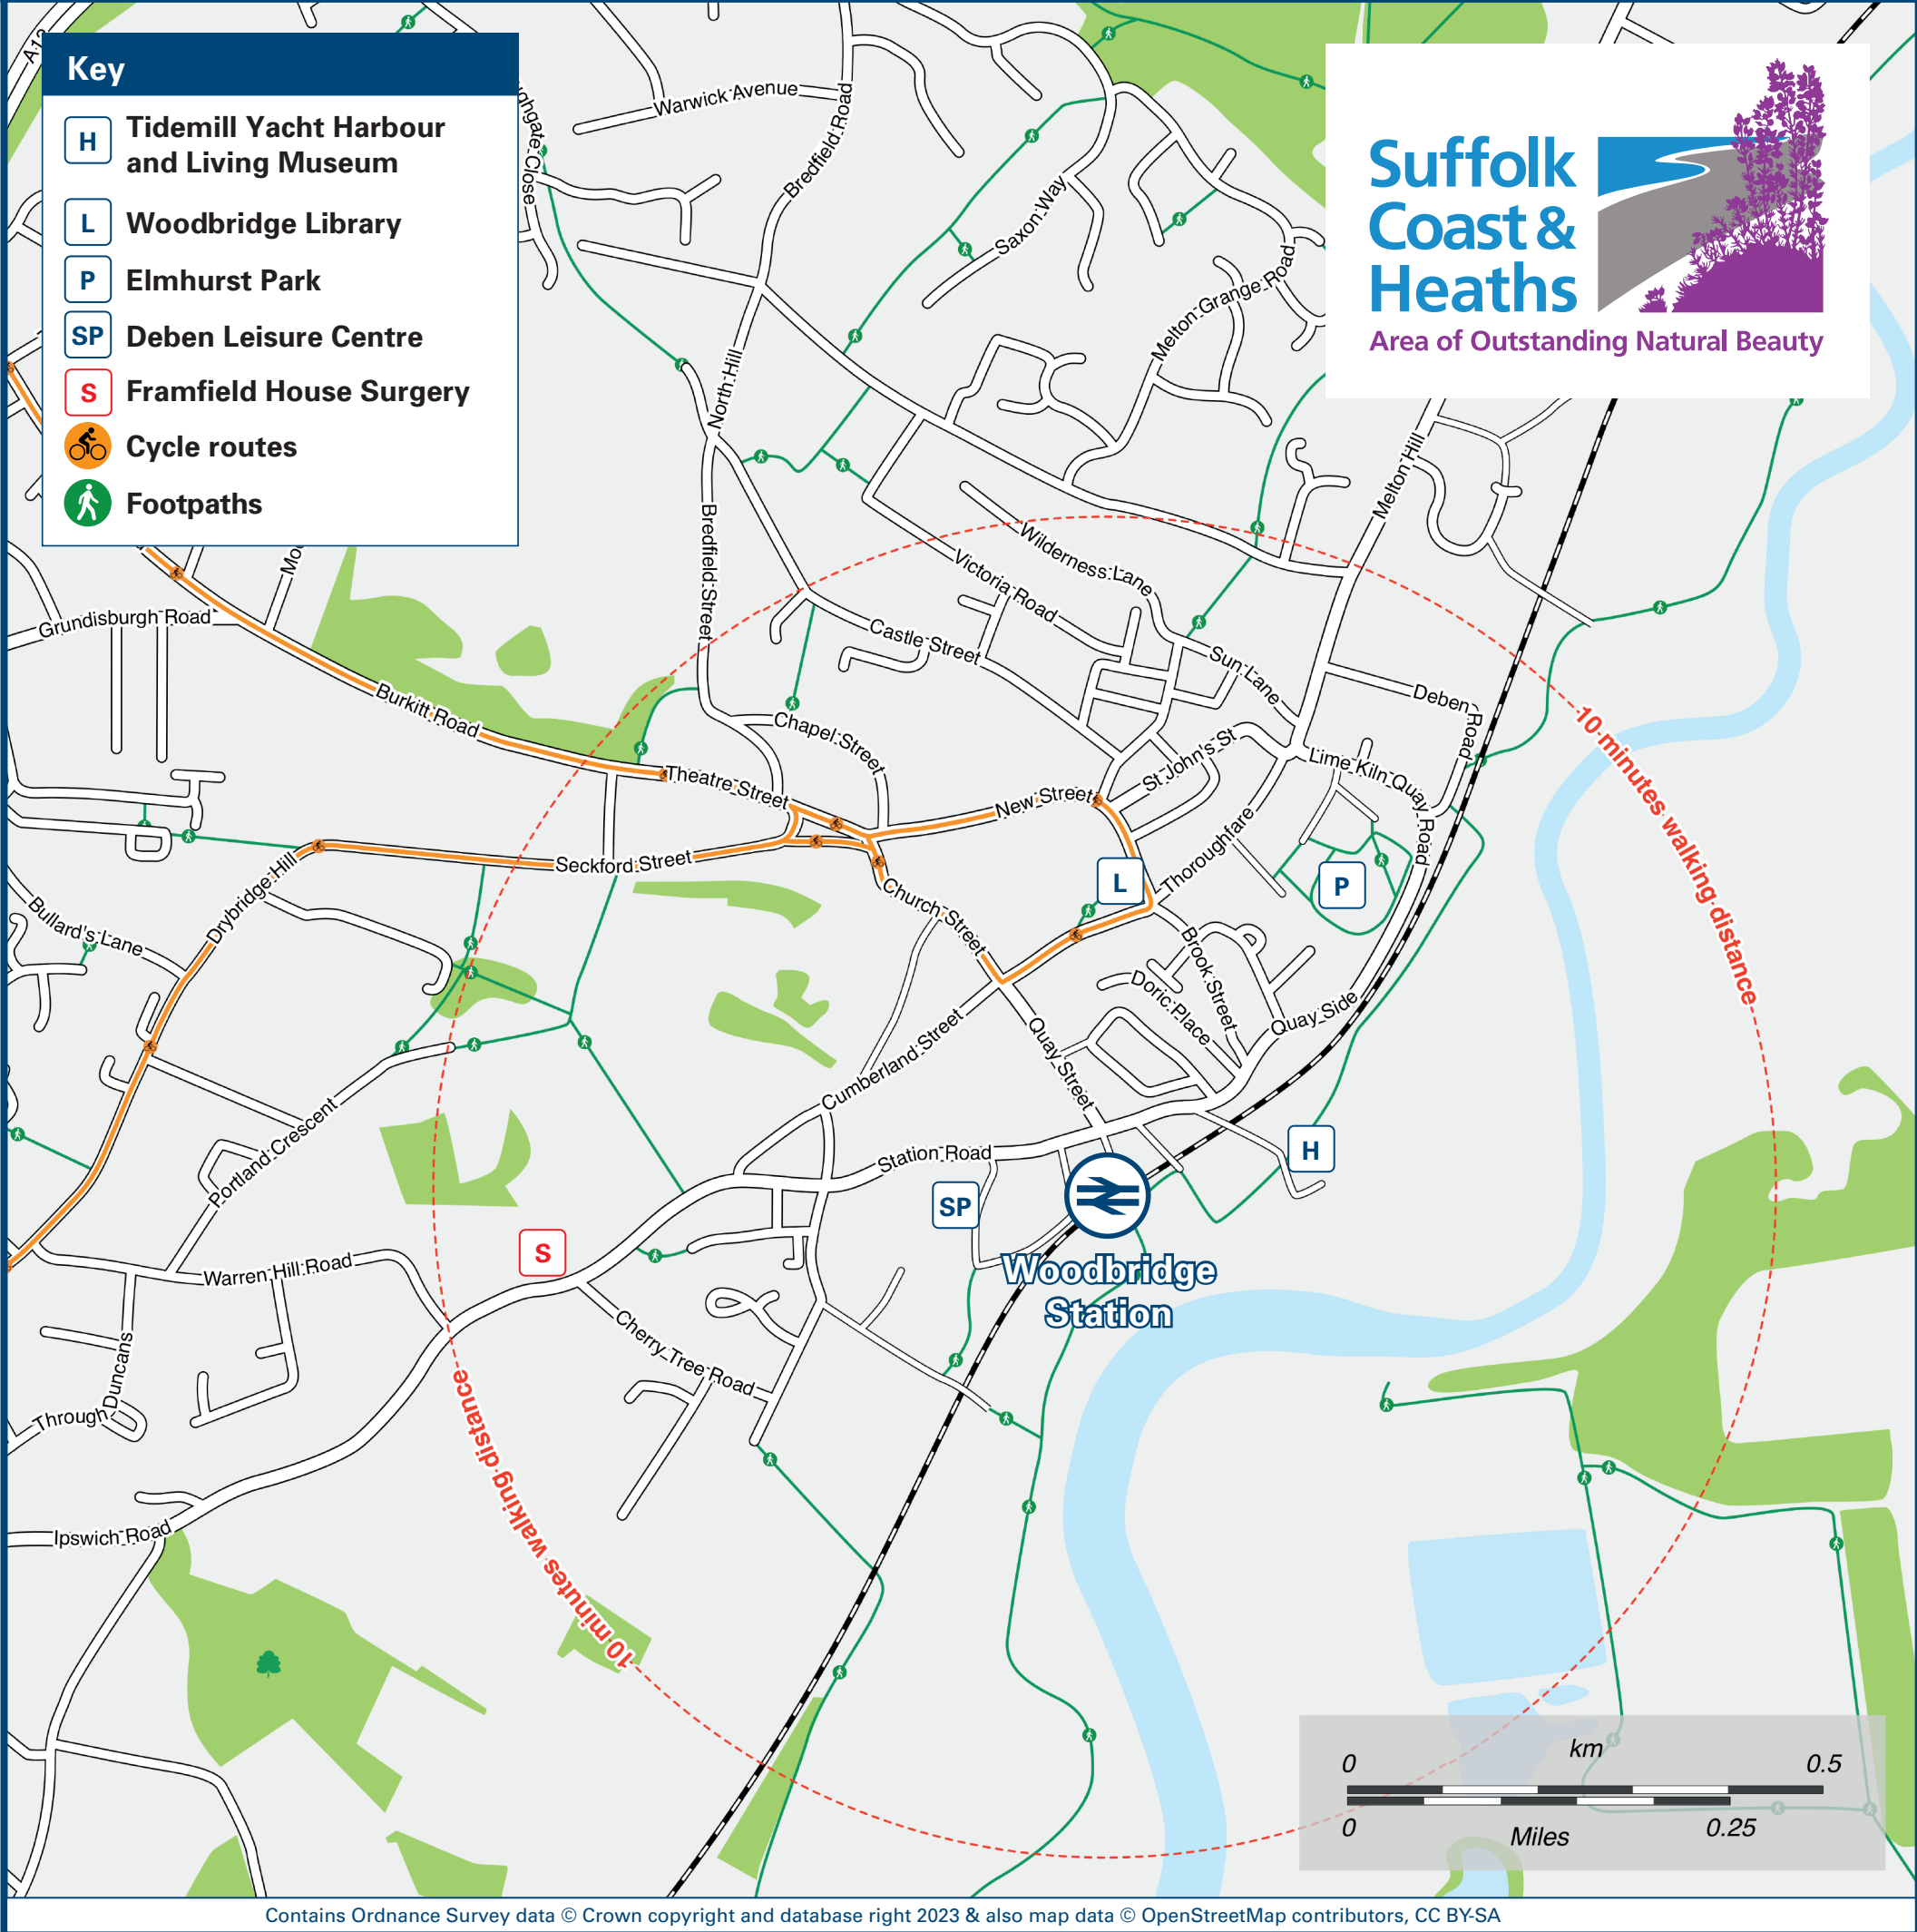 Key
H
Tidemill Yacht Harbour
and Living Museum
L
Woodbridge Library
P
Elmhurst Park
SP
Deben Leisure Centre
S
Framfield House Surgery
Cycle routes
Footpaths
Suffolk
Coast &
Heaths
Area of Outstanding Natural Beauty
A12
ughgate Close
Warwick Avenue
Bredfield Road
Saxon Way
Melton Grange Road
North Hill
Melton Hill
Bredfield Street
Wilderness Lane
Victoria Road
Castle Street
Sun Lane
Deben Road
Grundisburgh Road
Moo
Burkitt Road
Chapel Street
St John's St
Lime Kiln Quay Road
Theatre Street
New Street
Thoroughfare
Seckford Street
Drybridge Hill
Bullard's Lane
Church Street
L
P
Brook Street
Doric Place
Quay Side
Quay Street
Cumberland Street
Portland Crescent
Station Road
H
SP
S
Woodbridge
Station
Warren Hill Road
Cherry Tree Road
Through Duncans
Ipswich Road
10 minutes walking distance
10 minutes walking distance
km
0
0.5
0
Miles
0.25
Contains Ordnance Survey data © Crown copyright and database right 2023 & also map data © OpenStreetMap contributors, CC BY-SA